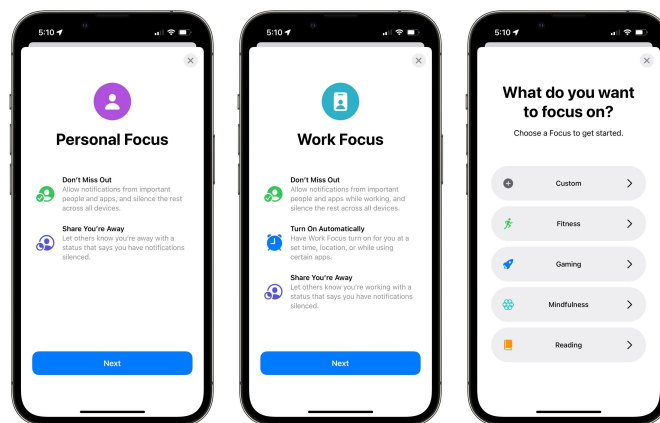 5:10
Personal Focus
Don't Miss Out
Allow notifications from important
people and apps, and silence the rest
across all devices.
Share You're Away
Let others know you're away with a
status that says you have notifications
silenced.
Next
5:10
Work Focus
Don't Miss Out
Allow notifications from important
people and apps while working, and
silence the rest across all devices.
Turn On Automatically
Have Work Focus turn on for you at a
set time, location, or while using
certain apps.
Share You're Away
Let others know you're working with a
status that says you have notifications
silenced.
Next
5:10
What do you want
to focus on?
Choose a Focus to get started.
Custom
Fitness
Gaming
Mindfulness
Reading